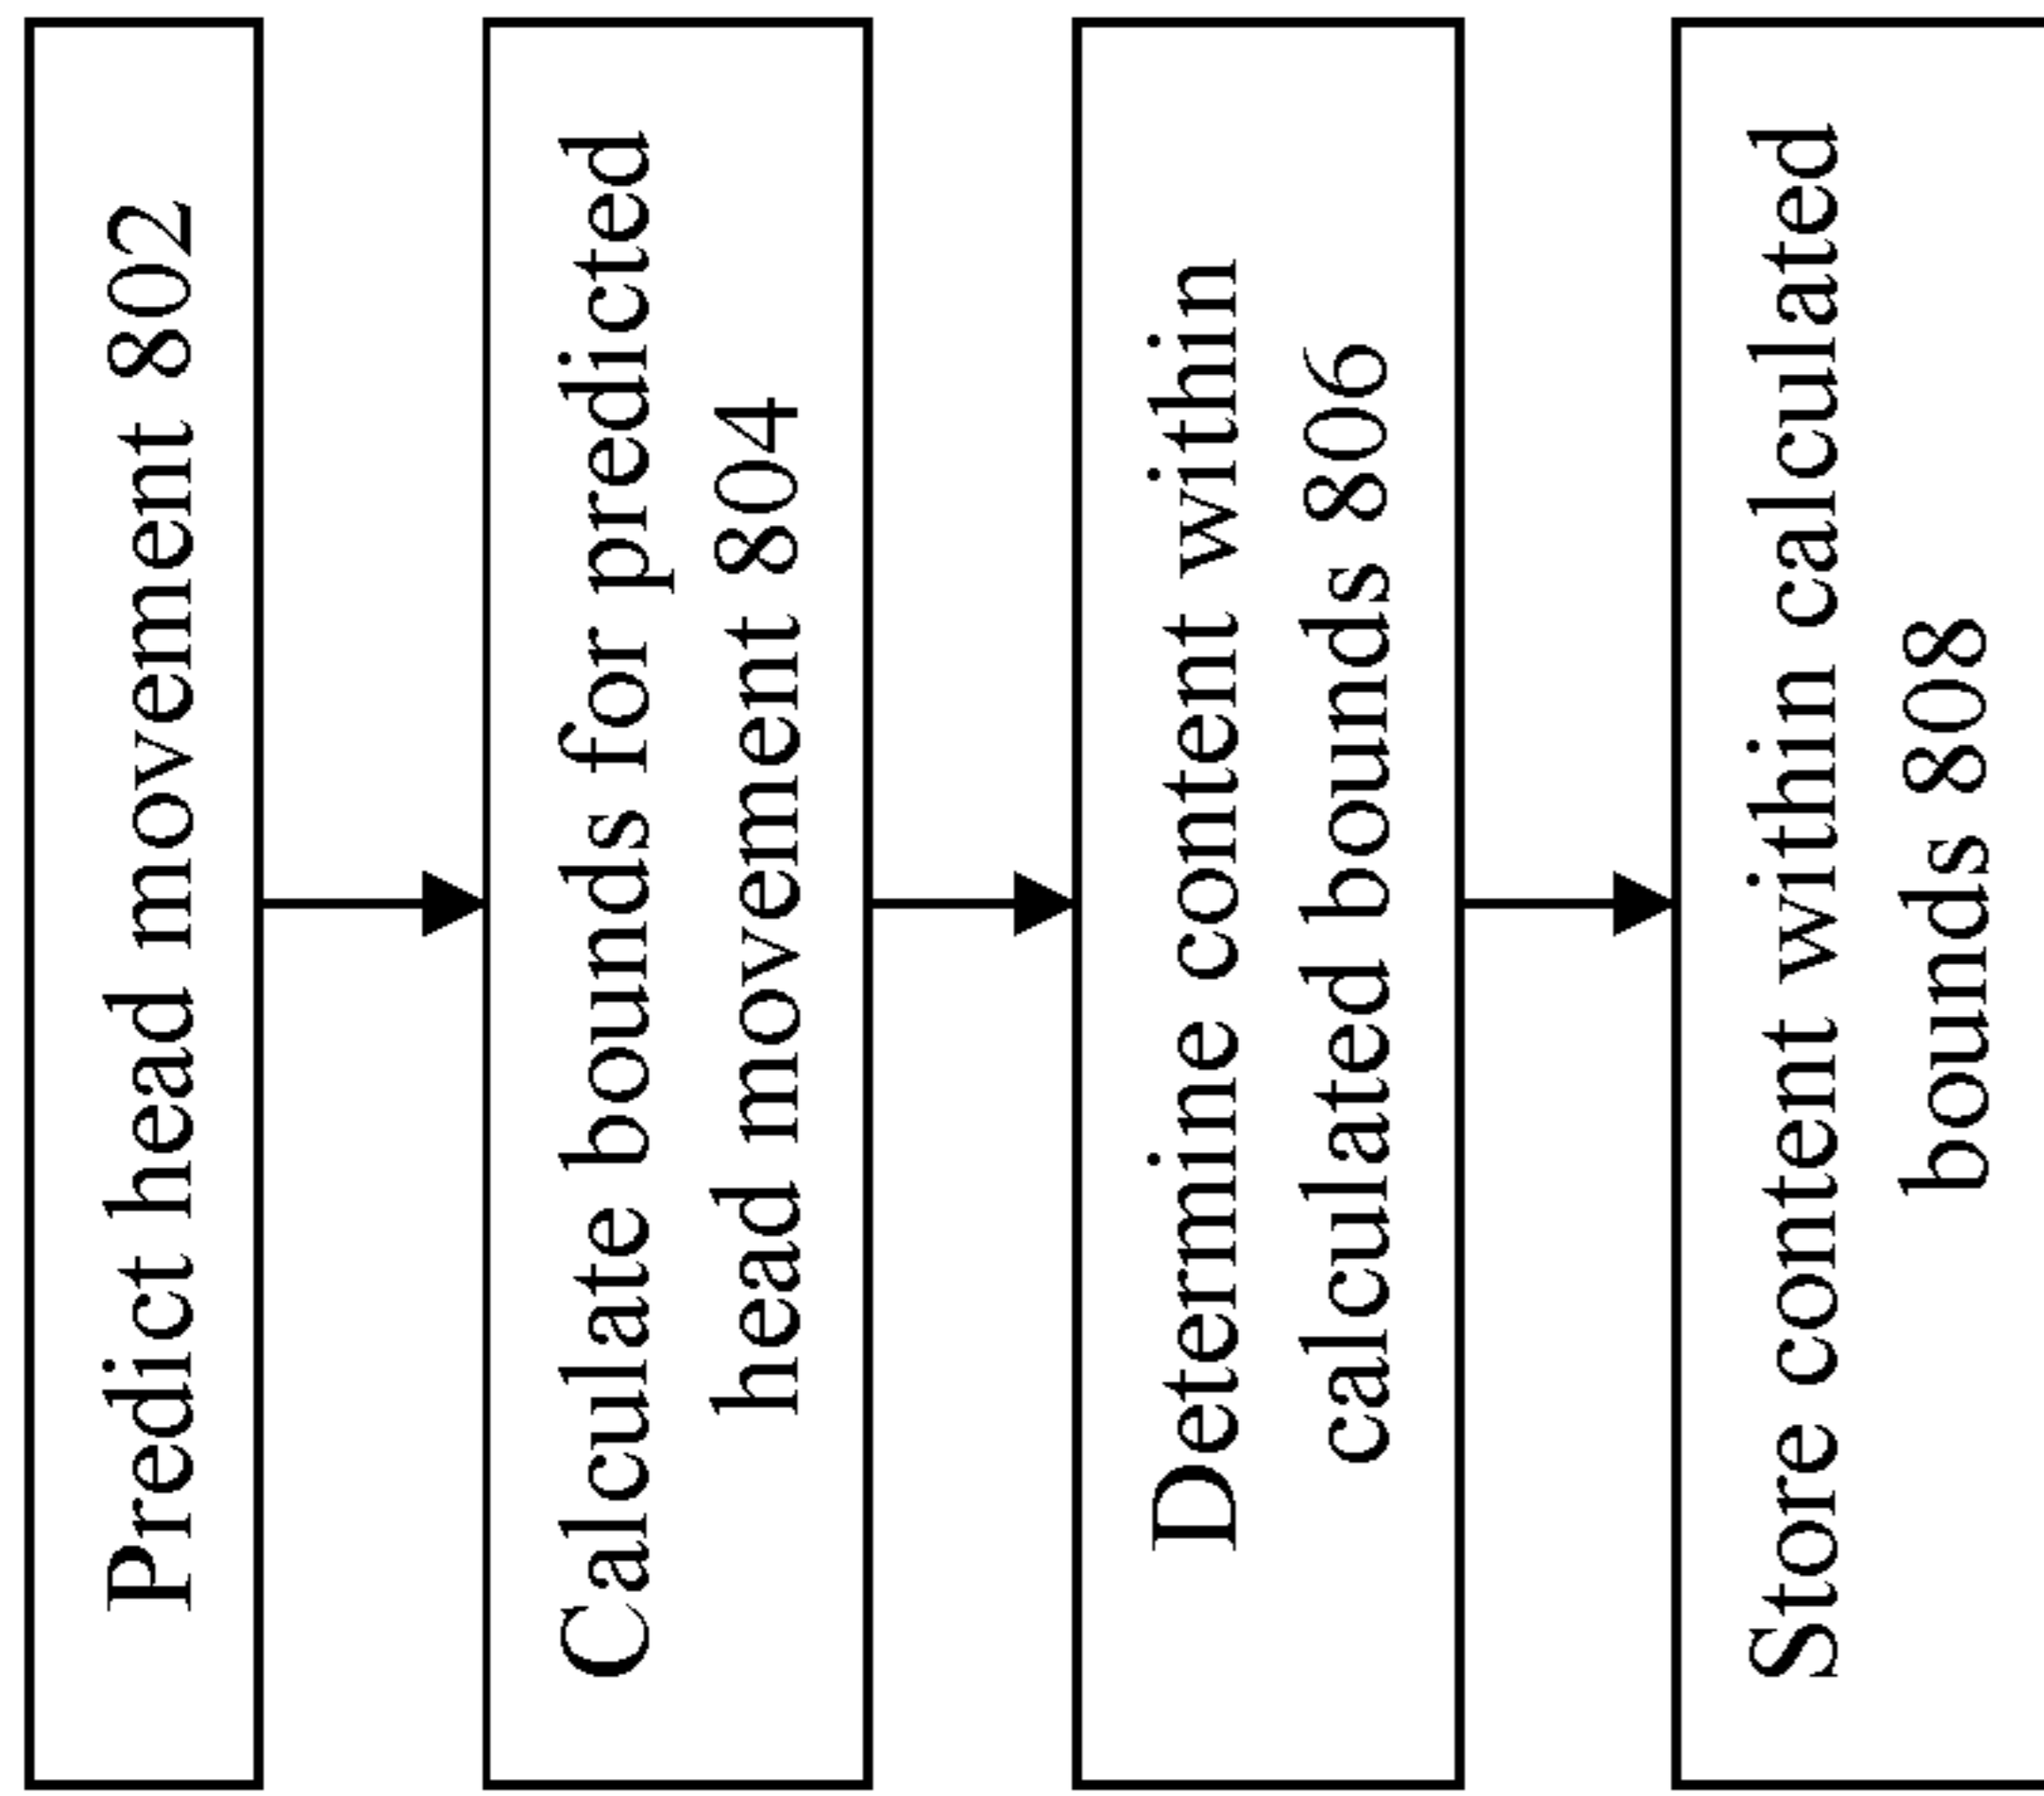 Predict head movement 802
Calculate bounds for predicted
head movement 804
Determine content within
calculated bounds 806
Store content within calculated
bounds 808